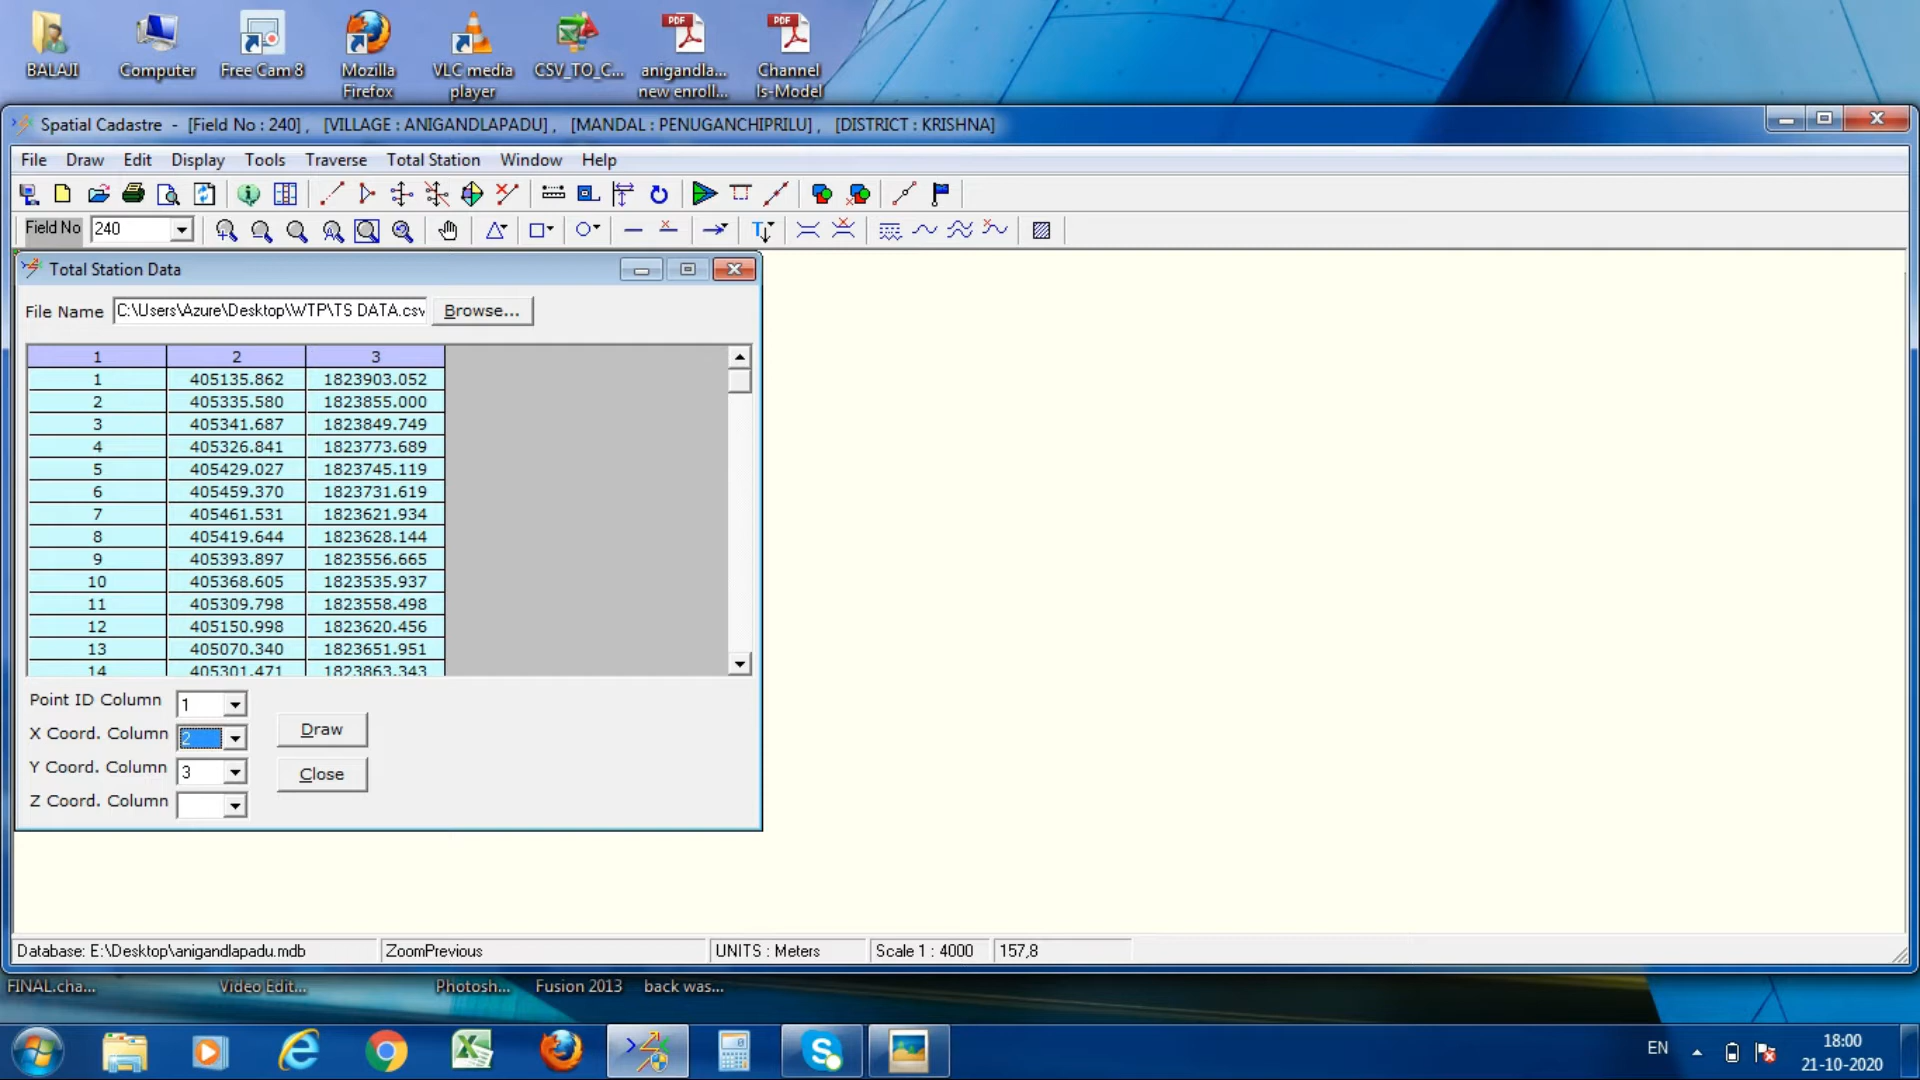 BALAJI
Computer
Free Cam 8
Mozilla
Firefox
VLC media
player
CSV_TO_C...
anigandla...
new enroll...
Channel
ls-Model
Spatial Cadastre - [Field No : 240] , [VILLAGE : ANIGANDLAPADU] , [MANDAL : PENUGANCHIPRILU] , [DISTRICT : KRISHNA]
File Draw Edit Display Tools Traverse Total Station Window Help
Field No 240
Total Station Data
File Name C:\Users\Azure\Desktop\WTP\TS DATA.csv Browse...
1 2 3
1 405135.862 1823903.052
2 405335.580 1823855.000
3 405341.687 1823849.749
4 405326.841 1823773.689
5 405429.027 1823745.119
6 405459.370 1823731.619
7 405461.531 1823621.934
8 405419.644 1823628.144
9 405393.897 1823556.665
10 405368.605 1823535.937
11 405309.798 1823558.498
12 405150.998 1823620.456
13 405070.340 1823651.951
14 405301.471 1823863.343
Point ID Column 1
X Coord. Column 2
Draw
Y Coord. Column 3
Close
Z Coord. Column
Database: E:\Desktop\anigandlapadu.mdb ZoomPrevious UNITS : Meters Scale 1 : 4000 157,8
FINAL.cha... Video Edit... Photosh... Fusion 2013 back was...
EN
18:00
21-10-2020